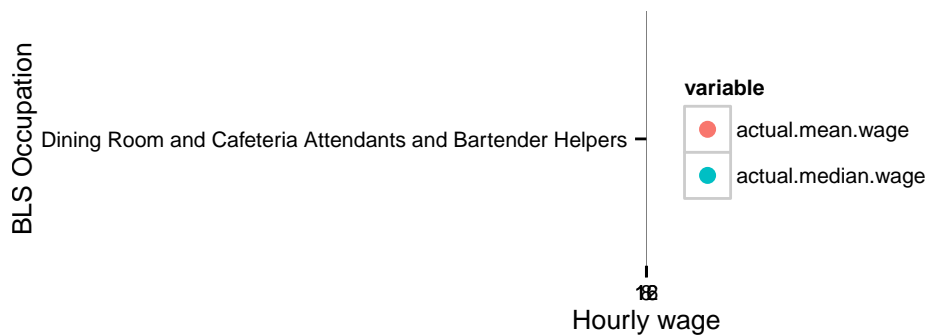 BLS Occupation
Dining Room and Cafeteria Attendants and Bartender Helpers
Hourly wage
variable
actual.mean.wage
actual.median.wage